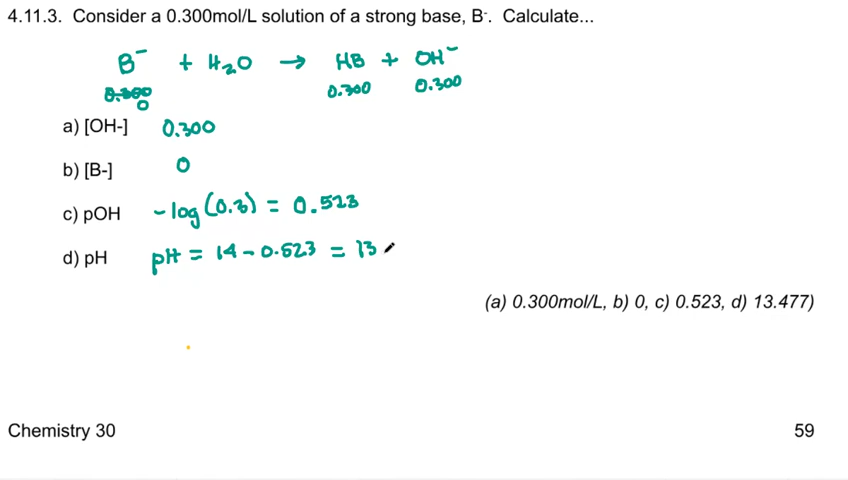 4.11.3. Consider a 0.300mol/L solution of a strong base, B-. Calculate...
B⁻ + H₂O → HB + OH⁻
0.300 0.300 0.300
0
a) [OH-] 0.300
b) [B-] 0
c) pOH -log(0.3) = 0.523
d) pH pH = 14 - 0.523 = 13
(a) 0.300mol/L, b) 0, c) 0.523, d) 13.477)
Chemistry 30 59